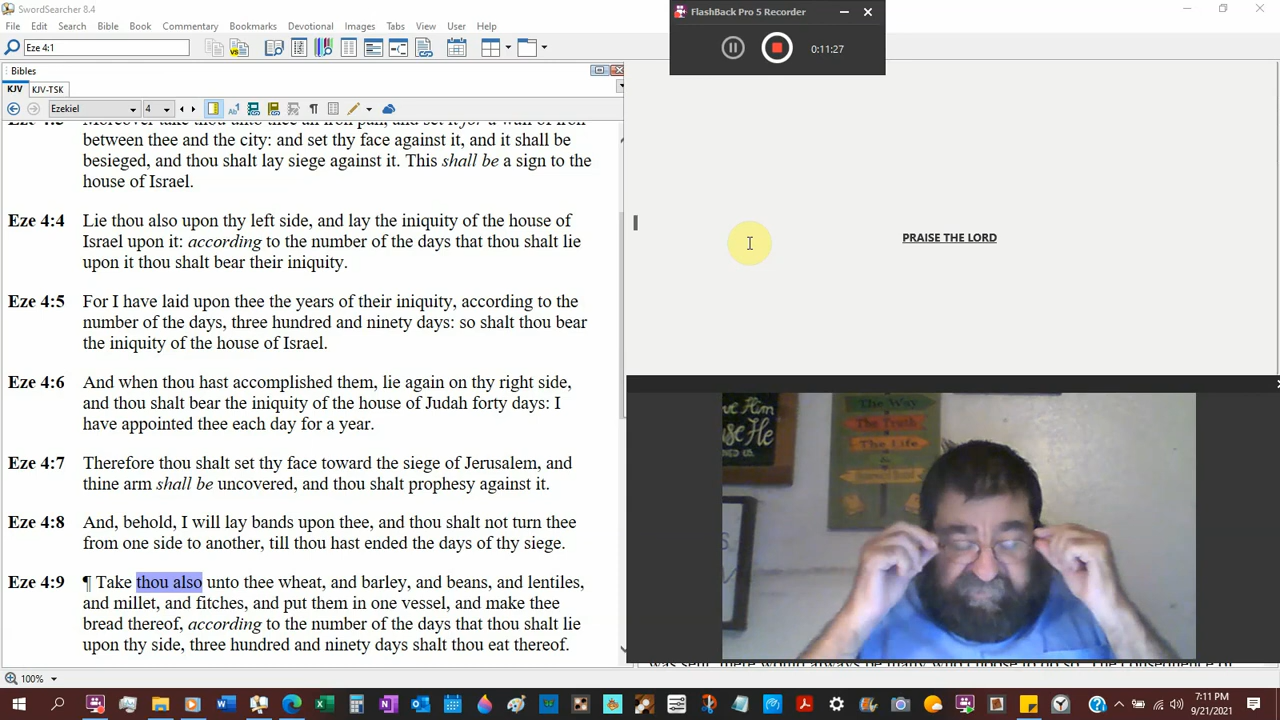 SwordSearcher 8.4
FlashBack Pro 5 Recorder
File Edit Search Bible Book Commentary Devotional Images Tabs View User Help
Eze 4:1
0:11:27
Bibles
KJV KJV-TSK
Ezekiel 4
between thee and the city: and set thy face against it, and it shall be
besieged, and thou shalt lay siege against it. This shall be a sign to the
house of Israel.
Eze 4:4 Lie thou also upon thy left side, and lay the iniquity of the house of
Israel upon it: according to the number of the days that thou shalt lie
upon it thou shalt bear their iniquity.
Eze 4:5 For I have laid upon thee the years of their iniquity, according to the
number of the days, three hundred and ninety days: so shalt thou bear
the iniquity of the house of Israel.
Eze 4:6 And when thou hast accomplished them, lie again on thy right side,
and thou shalt bear the iniquity of the house of Judah forty days: I
have appointed thee each day for a year.
Eze 4:7 Therefore thou shalt set thy face toward the siege of Jerusalem, and
thine arm shall be uncovered, and thou shalt prophesy against it.
Eze 4:8 And, behold, I will lay bands upon thee, and thou shalt not turn thee
from one side to another, till thou hast ended the days of thy siege.
Eze 4:9 ¶ Take thou also unto thee wheat, and barley, and beans, and lentiles,
and millet, and fitches, and put them in one vessel, and make thee
bread thereof, according to the number of the days that thou shalt lie
upon thy side, three hundred and ninety days shalt thou eat thereof.
100%
PRAISE THE LORD
The Way
The Truth
The Life
Him
He
7:11 PM
9/21/2021